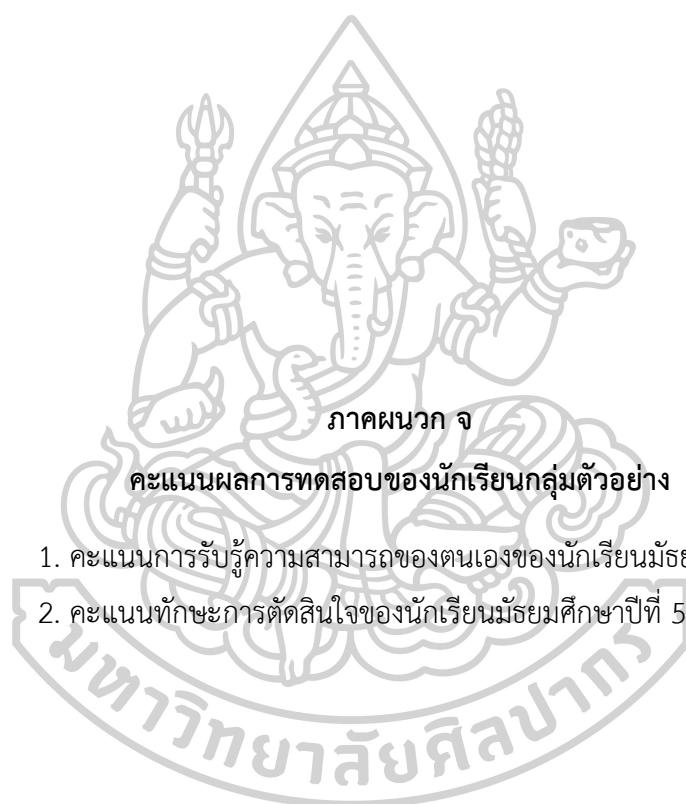 ภาคผนวก จ
คะแนนผลการทดสอบของนักเรียนกลุ่มตัวอย่าง
1. คะแนนการรับรู้ความสามารถของตนเองของนักเรียนมัธย
2. คะแนนทักษะการตัดสินใจของนักเรียนมัธยมศึกษาปีที่ 5
มหาวิทยาลัยศิลปากร